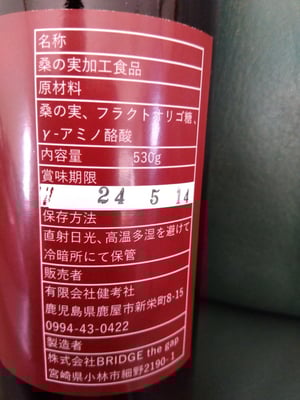 名称
桑の実加工食品
原材料
桑の実、フラクトオリゴ糖、
γ-アミノ酪酸
内容量 530g
賞味期限
24 5 14
保存方法
直射日光、高温多湿を避けて
冷暗所にて保管
販売者
有限会社健考社
鹿児島県鹿屋市新栄町8-15
0994-43-0422
製造者
株式会社BRIDGE the gap
宮崎県小林市細野2190-1